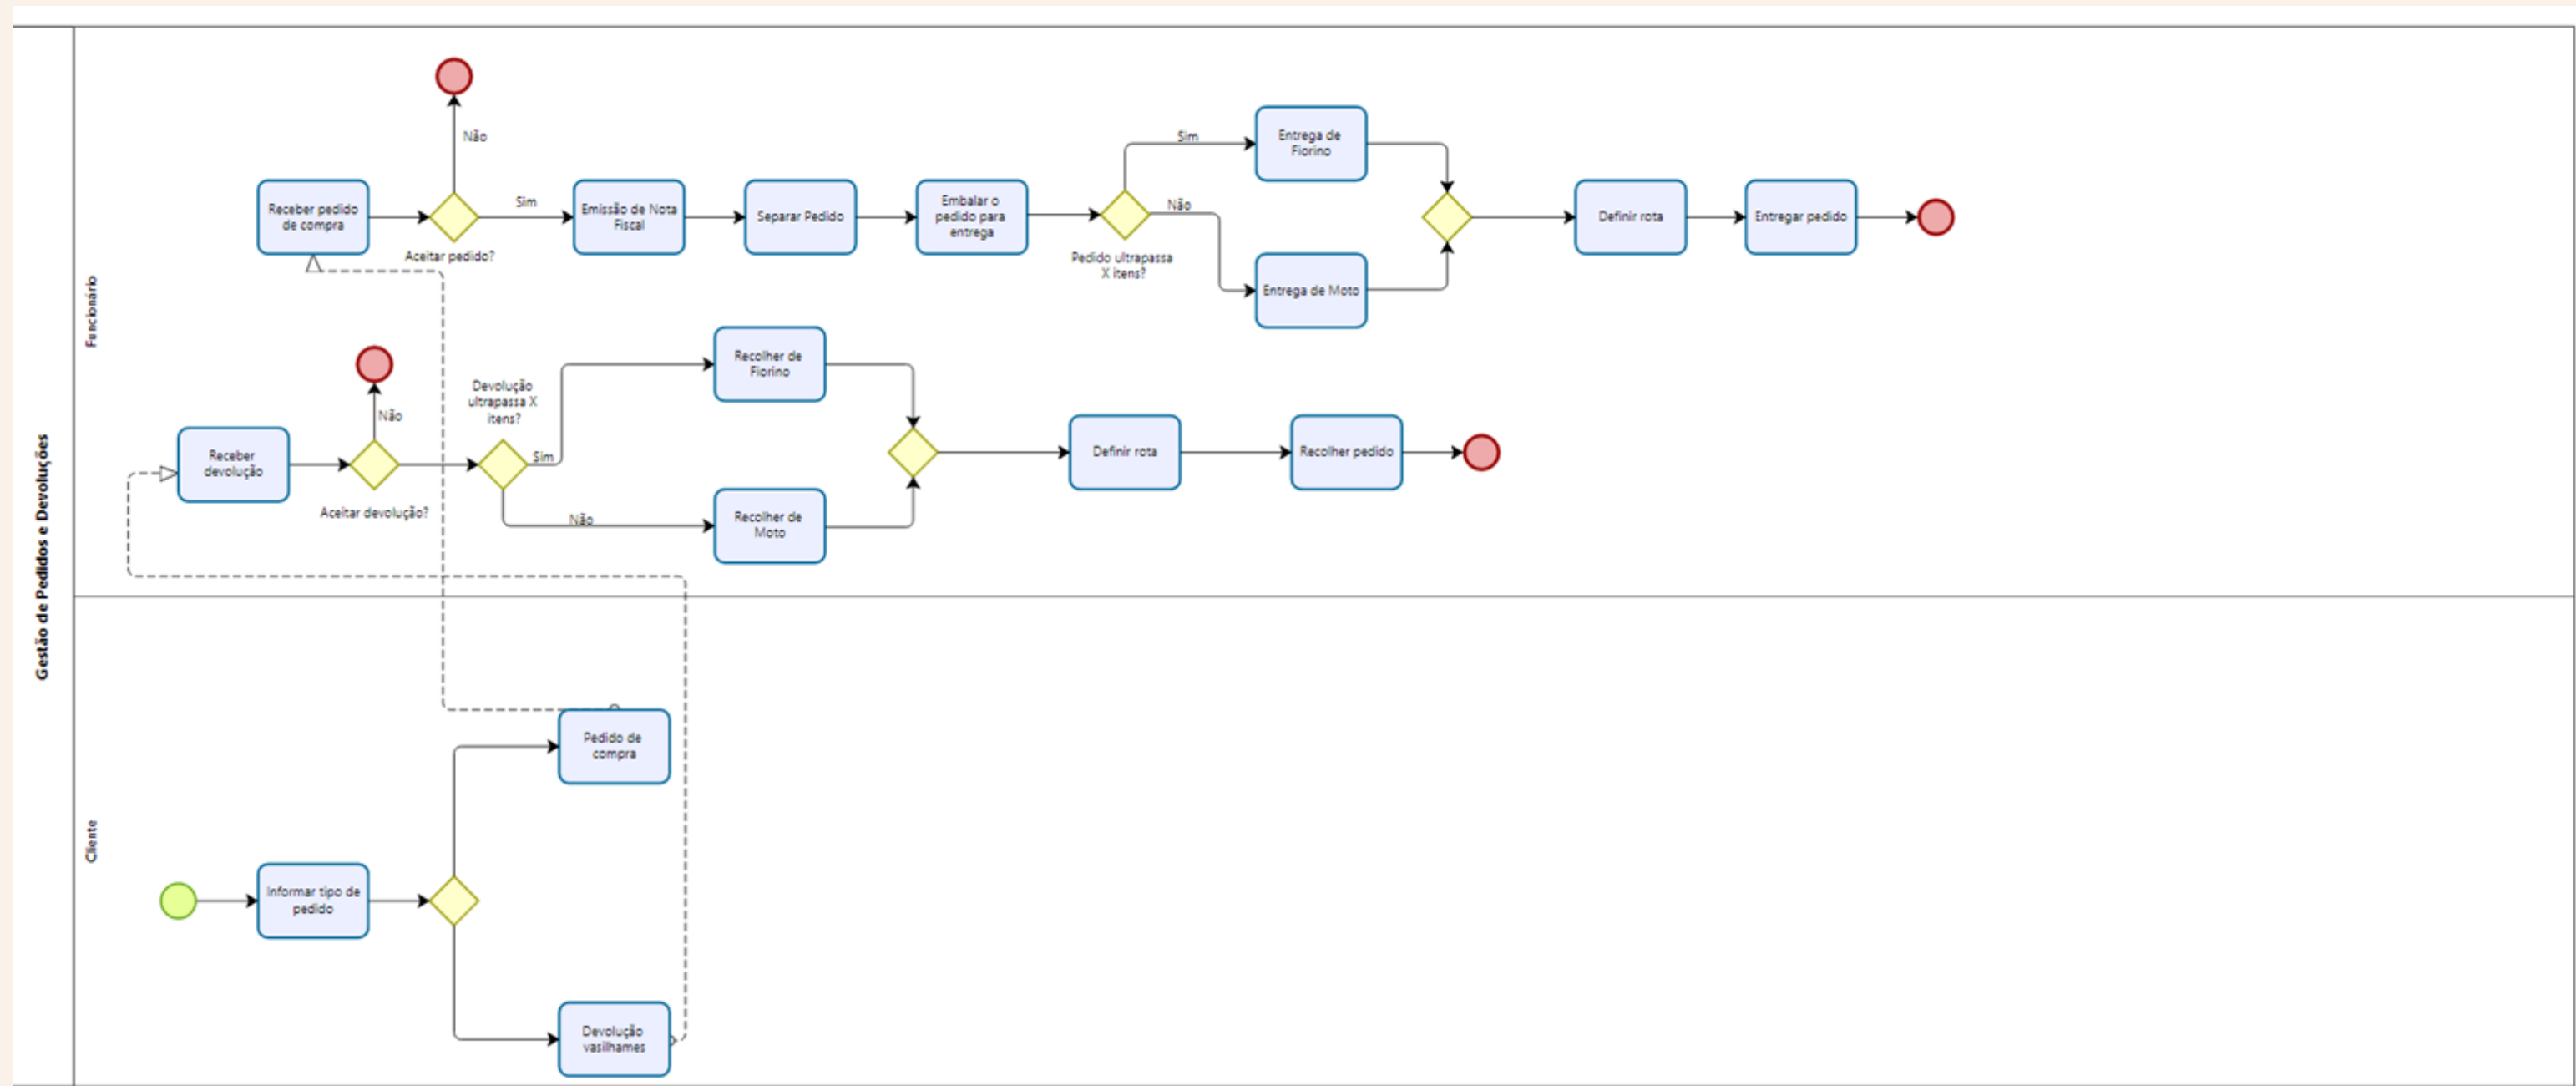 Gestão de Pedidos e Devoluções
Funcionário
Não
Receber pedido
de compra
Aceitar pedido?
Sim
Emissão de Nota
Fiscal
Separar Pedido
Embalar o
pedido para
entrega
Pedido ultrapassa
X itens?
Sim
Não
Entrega de
Fiorino
Entrega de Moto
Definir rota
Entregar pedido
Receber
devolução
Não
Aceitar devolução?
Devolução
ultrapassa X
itens?
Sim
Não
Recolher de
Fiorino
Recolher de
Moto
Definir rota
Recolher pedido
Cliente
Informar tipo de
pedido
Pedido de
compra
Devolução
vasilhames